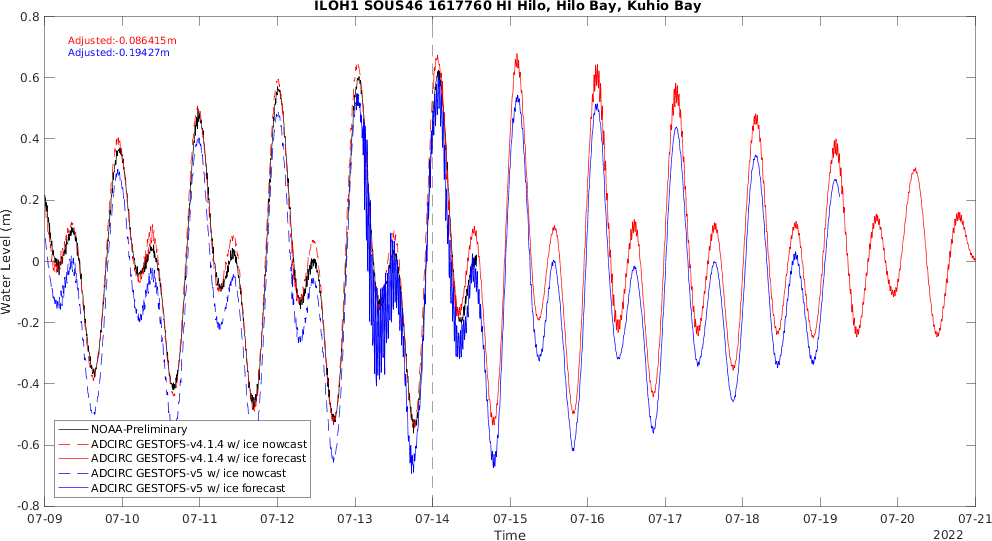 ILOH1 SOUS46 1617760 HI Hilo, Hilo Bay, Kuhio Bay
Adjusted:-0.086415m
Adjusted:-0.19427m
0.8
0.6
0.4
0.2
0
-0.2
-0.4
-0.6
-0.8
Water Level (m)
NOAA-Preliminary
ADCIRC GESTOFS-v4.1.4 w/ ice nowcast
ADCIRC GESTOFS-v4.1.4 w/ ice forecast
ADCIRC GESTOFS-v5 w/ ice nowcast
ADCIRC GESTOFS-v5 w/ ice forecast
07-09 07-10 07-11 07-12 07-13 07-14 07-15 07-16 07-17 07-18 07-19 07-20 07-21
Time
2022